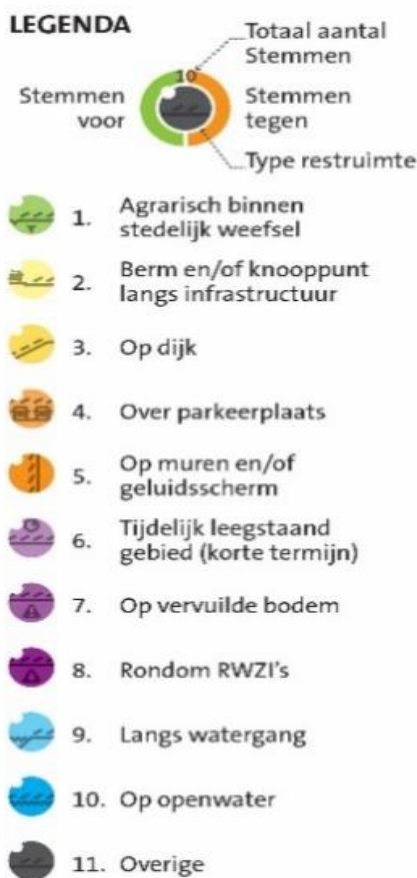 LEGENDA
Totaal aantal
Stemmen
10
Stemmen
voor
Stemmen
tegen
Type restruimte
1. Agrarisch binnen
stedelijk weefsel
2. Berm en/of knooppunt
langs infrastructuur
3. Op dijk
4. Over parkeerplaats
5. Op muren en/of
geluidsscherm
6. Tijdelijk leegstaand
gebied (korte termijn)
7. Op vervuilde bodem
8. Rondom RWZI's
9. Langs watergang
10. Op openwater
11. Overige